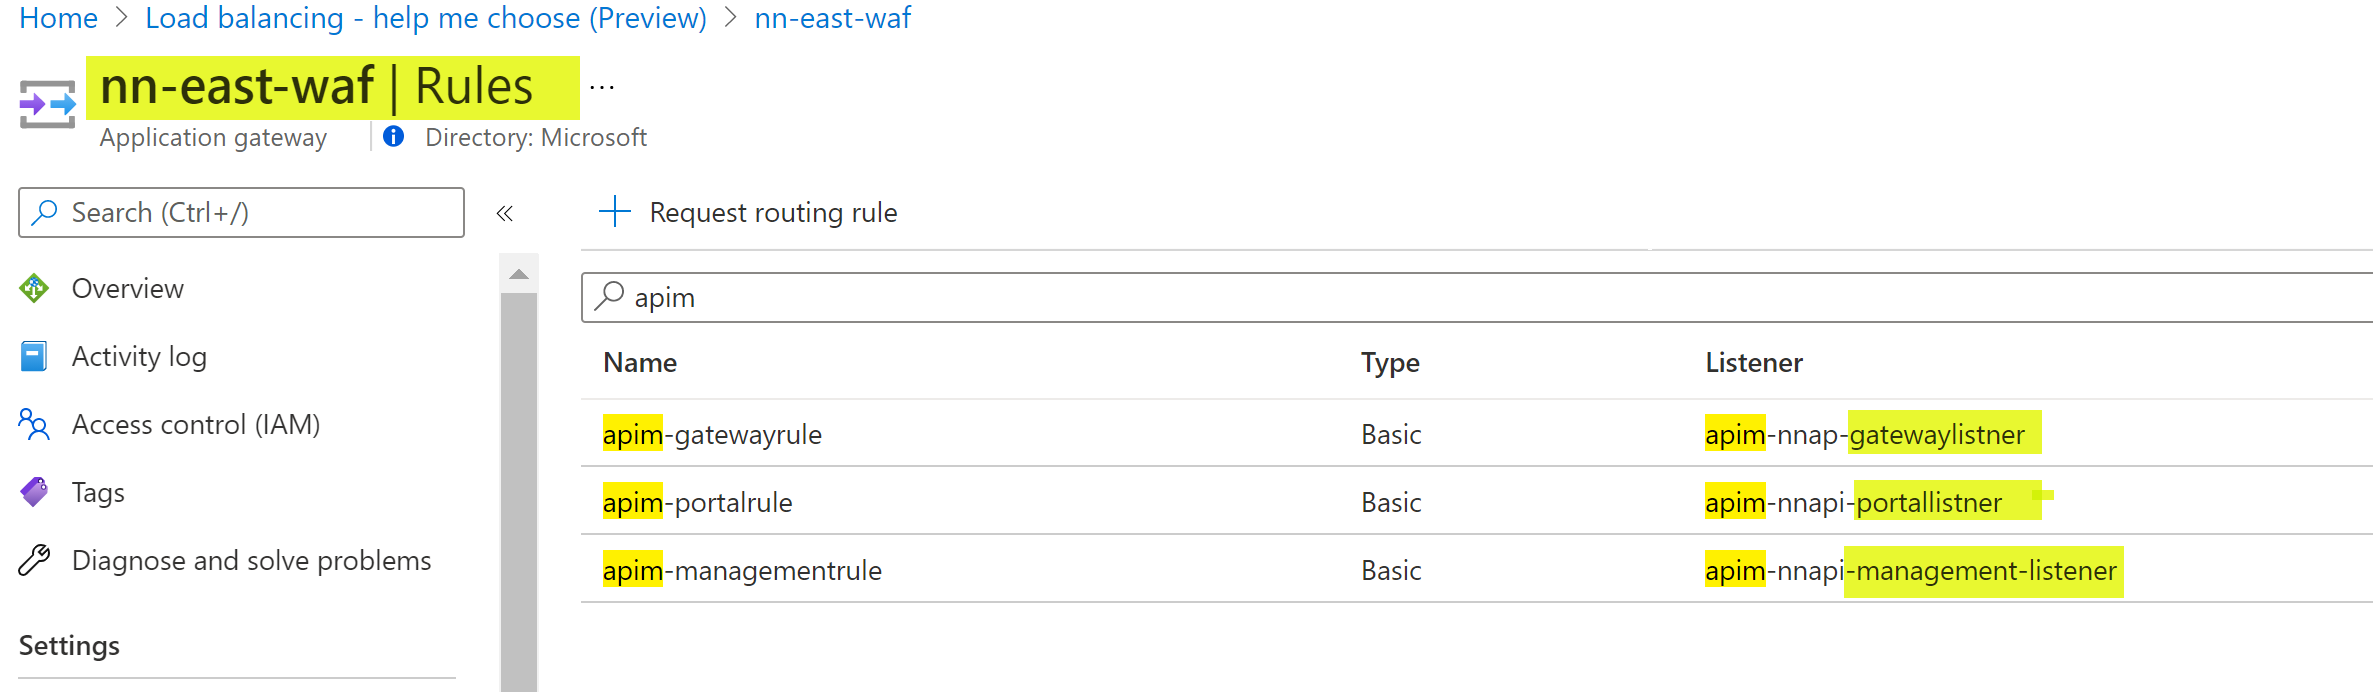 Home > Load balancing - help me choose (Preview) > nn-east-waf
nn-east-waf | Rules ...
Application gateway | Directory: Microsoft
Search (Ctrl+/) «
Overview
Activity log
Access control (IAM)
Tags
Diagnose and solve problems
Settings
+ Request routing rule
apim
Name Type Listener
apim-gatewayrule Basic apim-nnap-gatewaylistner
apim-portalrule Basic apim-nnapi-portallistner
apim-managementrule Basic apim-nnapi-management-listener